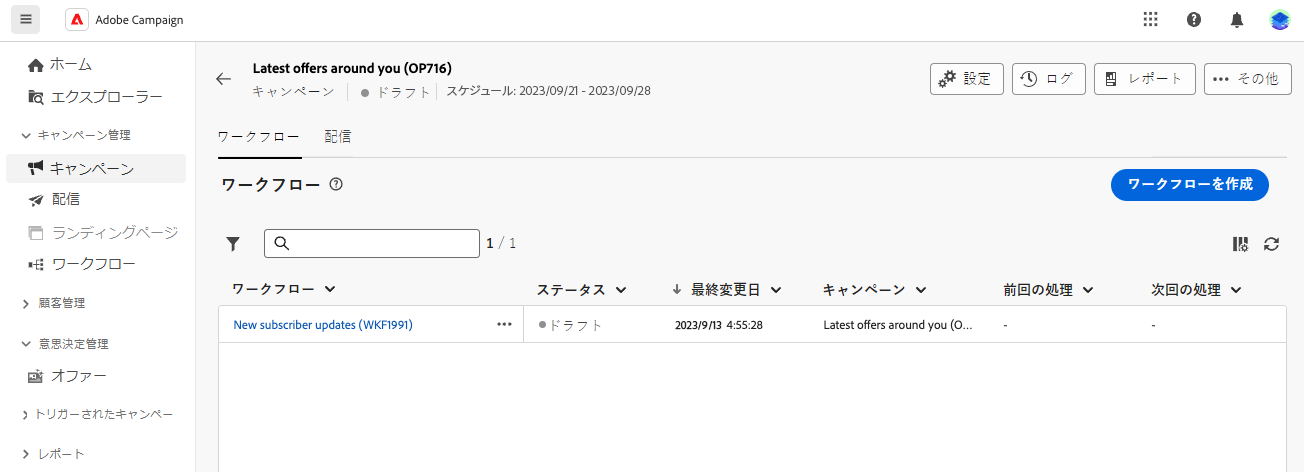 Adobe Campaign
ホーム
エクスプローラー
キャンペーン管理
キャンペーン
配信
ランディングページ
ワークフロー
顧客管理
意思決定管理
オファー
トリガーされたキャンペー
レポート
Latest offers around you (OP716)
キャンペーン ドラフト スケジュール: 2023/09/21 - 2023/09/28
設定 ログ レポート その他
ワークフロー 配信
ワークフロー
ワークフローを作成
1 / 1
ワークフロー ステータス 最終変更日 キャンペーン 前回の処理 次回の処理
New subscriber updates (WKF1991) ドラフト 2023/9/13 4:55:28 Latest offers around you (O... - -